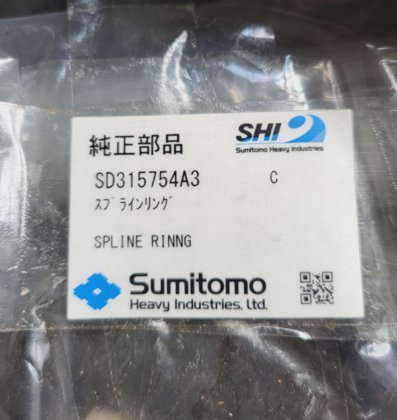 純正部品
SHI
Sumitomo Heavy Industries
SD315754A3 C
ｽﾌﾟﾗｲﾝﾘﾝｸﾞ
SPLINE RINNG
Sumitomo
Heavy Industries, Ltd.